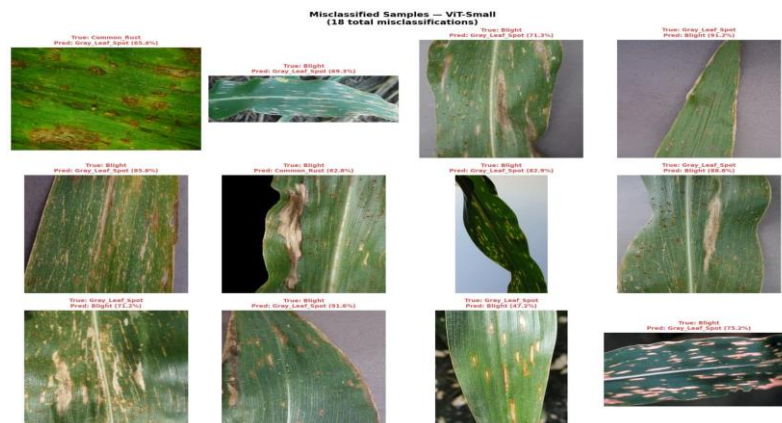 Misclassified Samples — ViT-Small
(18 total misclassifications)
True: Common_Rust
Pred: Gray_Leaf_Spot (65.6%)
True: Blight
Pred: Gray_Leaf_Spot (69.3%)
True: Blight
Pred: Gray_Leaf_Spot (71.3%)
True: Gray_Leaf_Spot
Pred: Blight (91.2%)
True: Blight
Pred: Gray_Leaf_Spot (95.6%)
True: Blight
Pred: Common_Rust (62.8%)
True: Blight
Pred: Gray_Leaf_Spot (82.9%)
True: Gray_Leaf_Spot
Pred: Blight (88.8%)
True: Gray_Leaf_Spot
Pred: Blight (71.2%)
True: Blight
Pred: Gray_Leaf_Spot (91.6%)
True: Gray_Leaf_Spot
Pred: Blight (47.2%)
True: Blight
Pred: Gray_Leaf_Spot (75.2%)